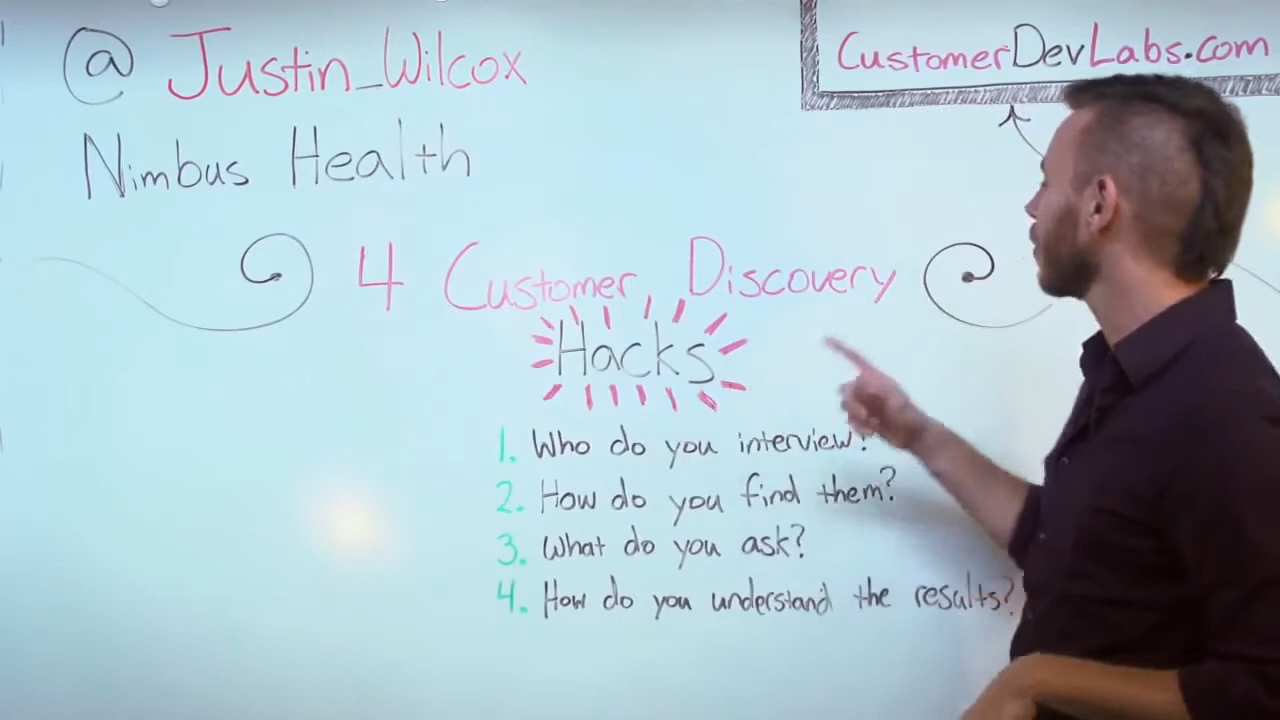 @Justin_Wilcox
CustomerDevLabs.com
Nimbus Health
4 Customer Discovery
Hacks
1. Who do you interview?
2. How do you find them?
3. What do you ask?
4. How do you understand the results?